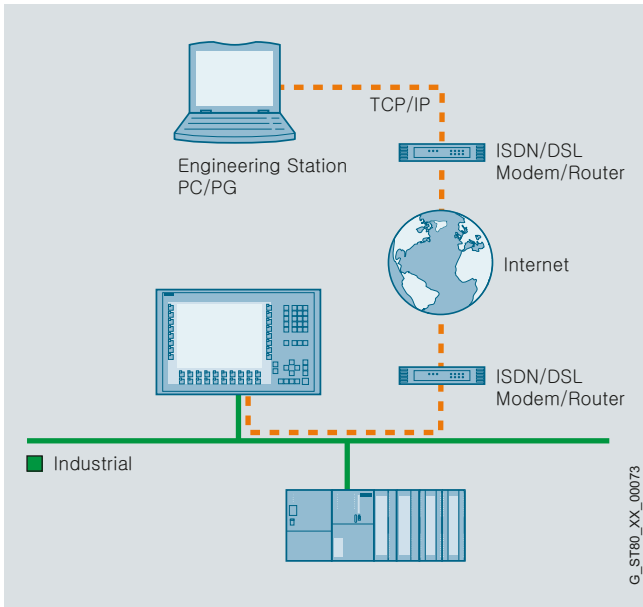 TCP/IP
ISDN/DSL
Modem/Router
Engineering Station
PC/PG
Internet
ISDN/DSL
Modem/Router
Industrial
G_ST80_XX_00073